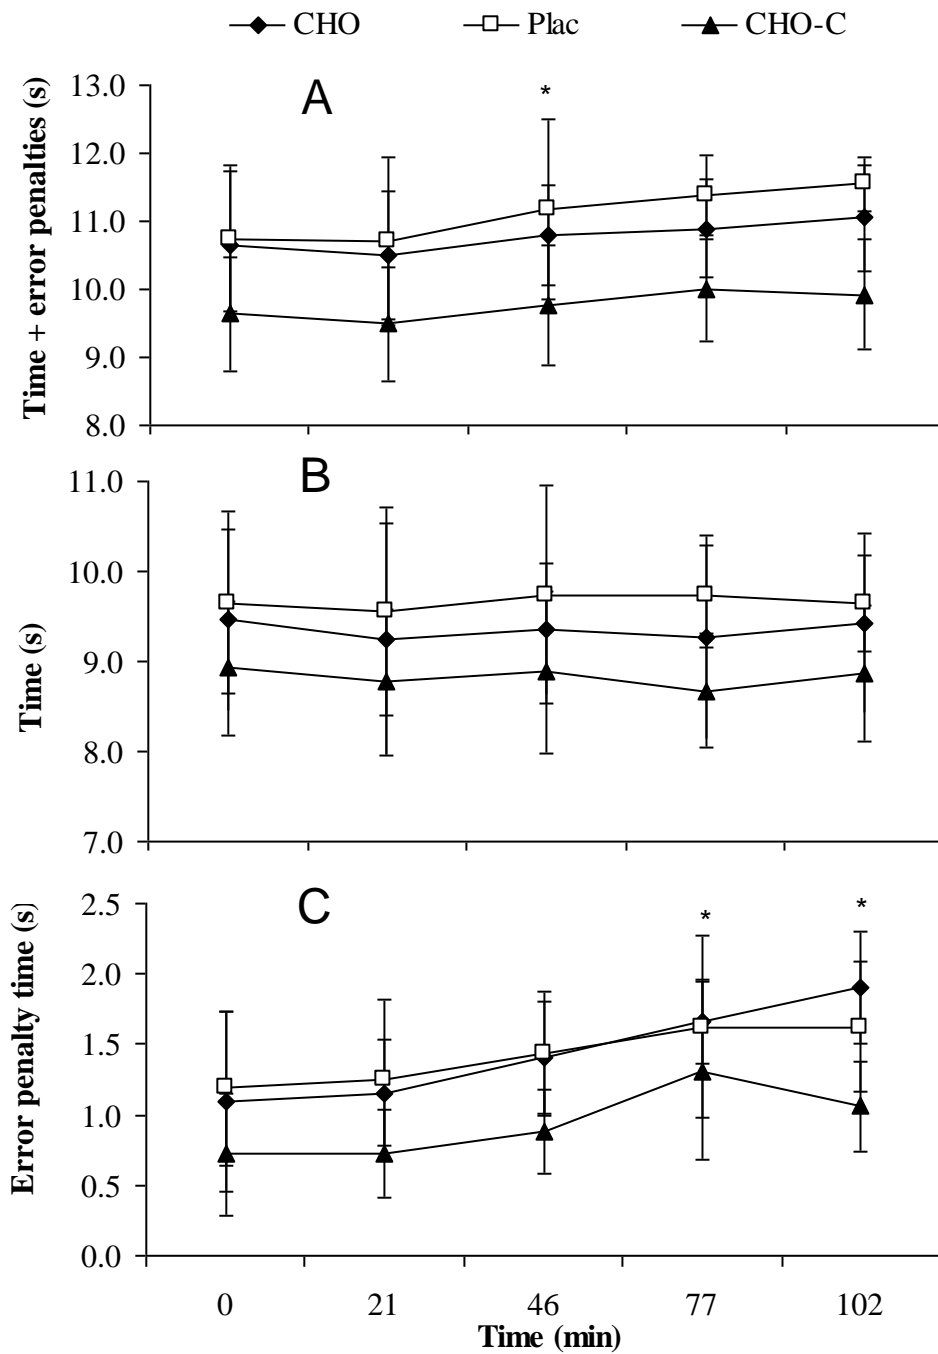 CHO Plac CHO-C
A
*
Time + error penalties (s)
13.0
12.0
11.0
10.0
9.0
8.0
B
Time (s)
11.0
10.0
9.0
8.0
7.0
C
* *
Error penalty time (s)
2.5
2.0
1.5
1.0
0.5
0.0
0 21 46 77 102
Time (min)